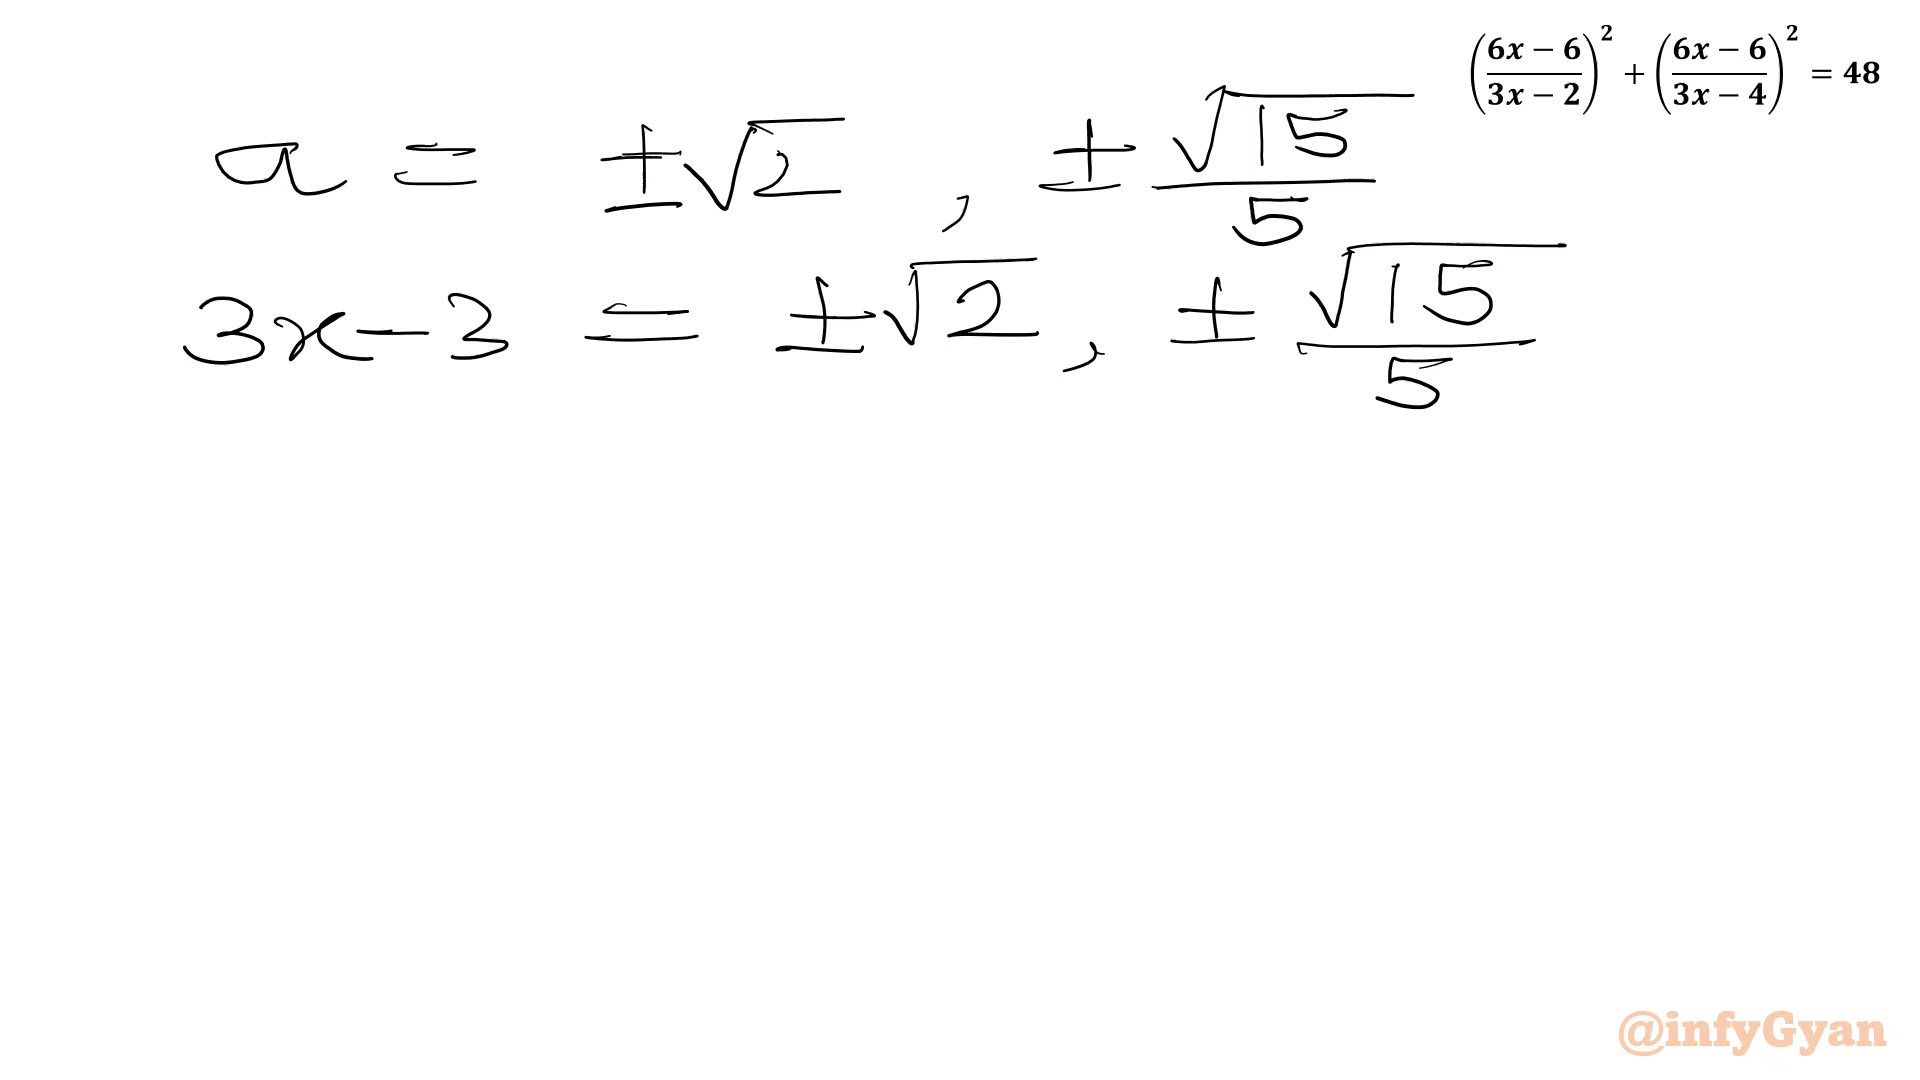 (6x − 6 / 3x − 2)² + (6x − 6 / 3x − 4)² = 48
a = ±√2 , ±√15 / 5
3x − 3 = ±√2 , ±√15 / 5
@infyGyan